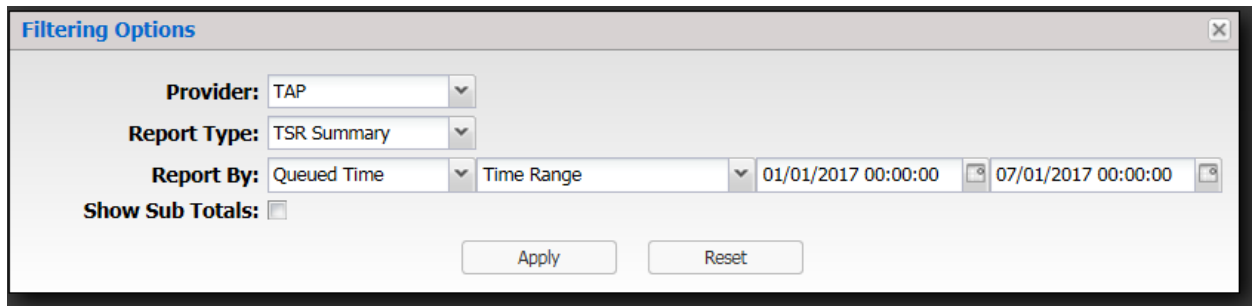 Filtering Options
Provider: TAP
Report Type: TSR Summary
Report By: Queued Time Time Range 01/01/2017 00:00:00 07/01/2017 00:00:00
Show Sub Totals:
Apply Reset